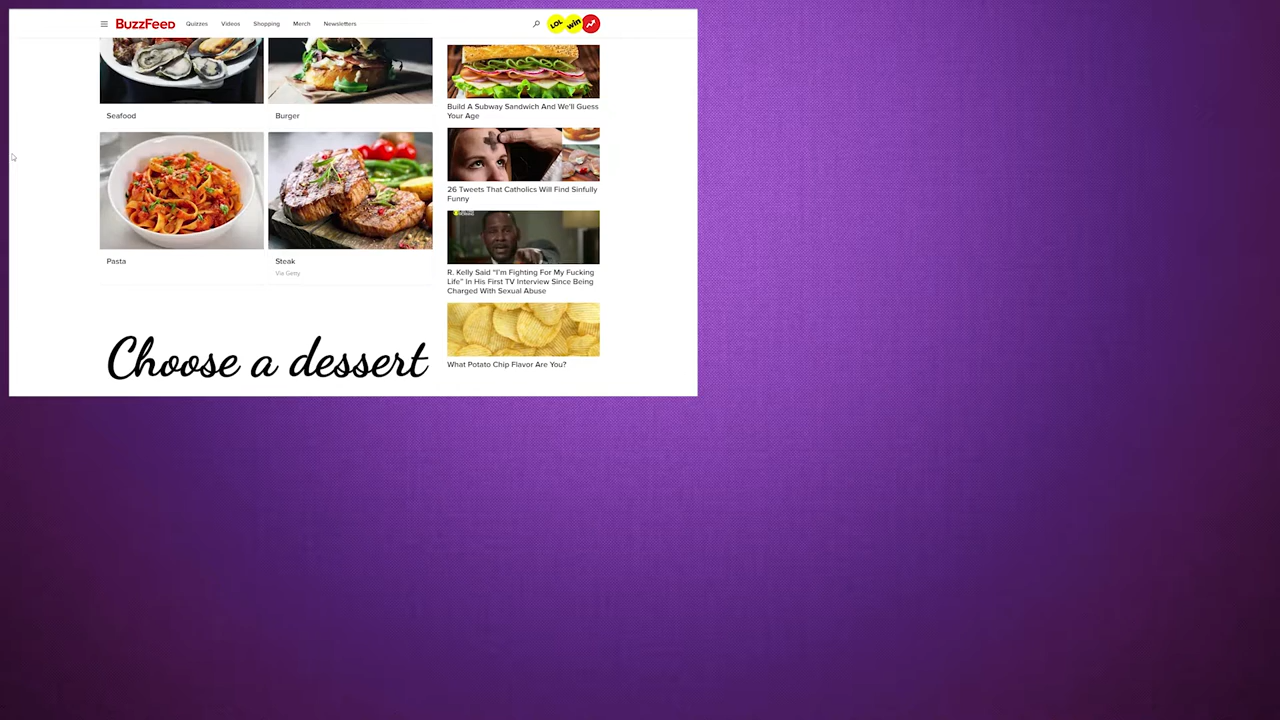 BuzzFeed
Quizzes Videos Shopping Merch Newsletters
LOL win
Seafood
Burger
Pasta
Steak
Via Getty
Choose a dessert
Build A Subway Sandwich And We'll Guess
Your Age
26 Tweets That Catholics Will Find Sinfully
Funny
R. Kelly Said “I'm Fighting For My Fucking
Life” In His First TV Interview Since Being
Charged With Sexual Abuse
What Potato Chip Flavor Are You?